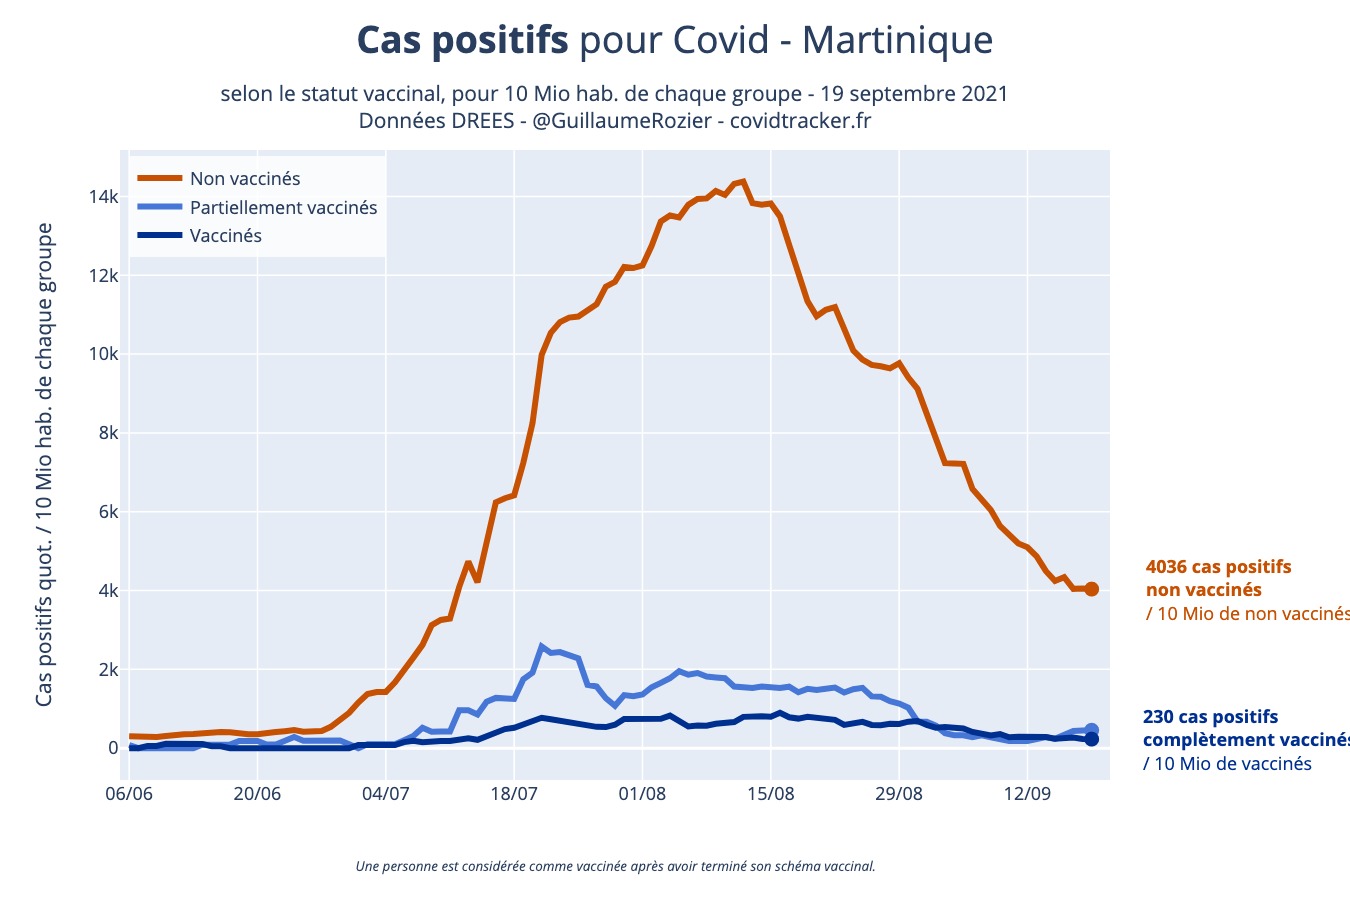 Cas positifs pour Covid - Martinique
selon le statut vaccinal, pour 10 Mio hab. de chaque groupe - 19 septembre 2021
Données DREES - @GuillaumeRozier - covidtracker.fr
Non vaccinés
Partiellement vaccinés
Vaccinés
Cas positifs quot. / 10 Mio hab. de chaque groupe
14k
12k
10k
8k
6k
4k
2k
0
06/06
20/06
04/07
18/07
01/08
15/08
29/08
12/09
4036 cas positifs
non vaccinés
/ 10 Mio de non vaccinés
230 cas positifs
complètement vaccinés
/ 10 Mio de vaccinés
Une personne est considérée comme vaccinée après avoir terminé son schéma vaccinal.